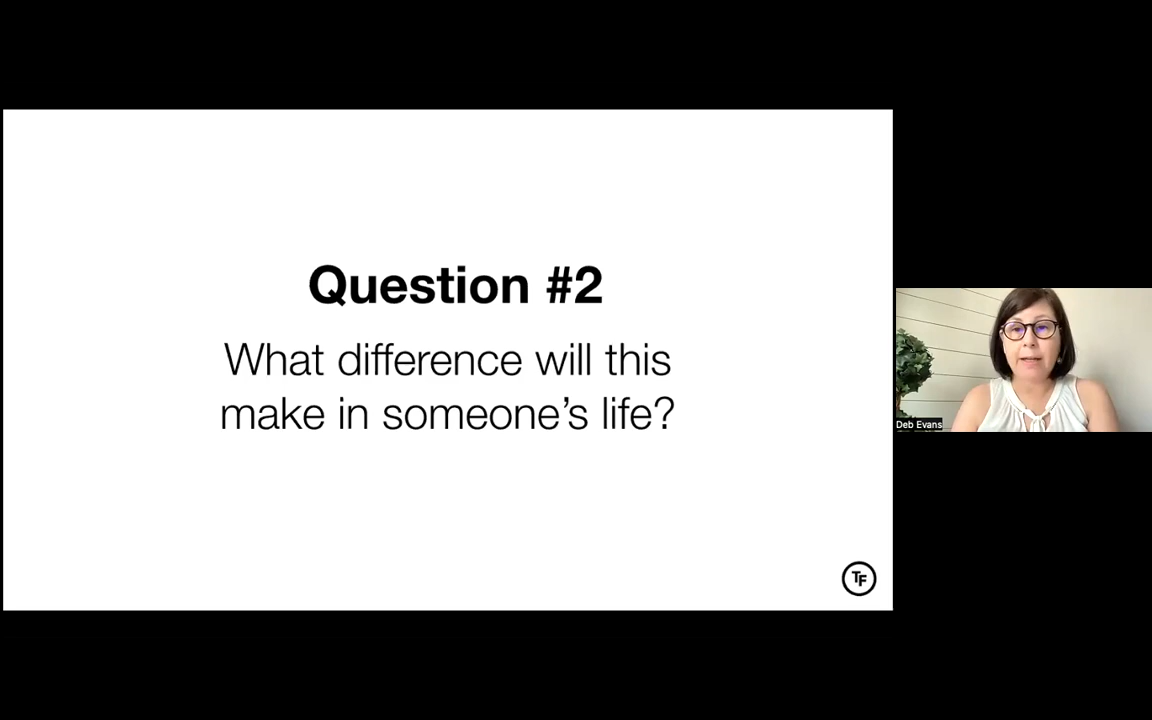 Question #2
What difference will this
make in someone’s life?
Deb Evans
TF